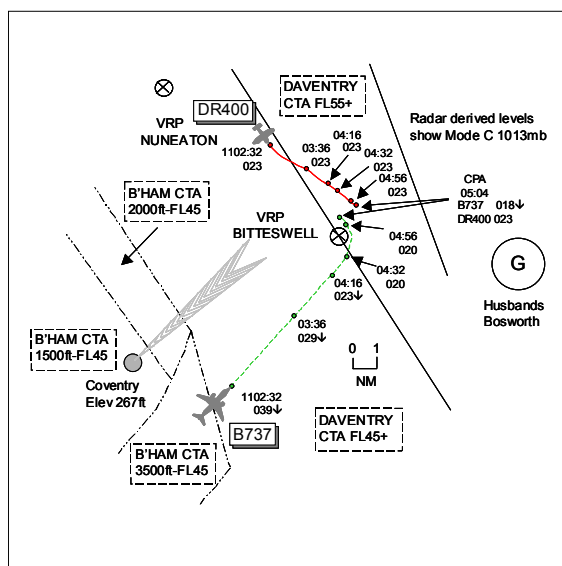 DAVENTRY
CTA FL55+
DR400
VRP
NUNEATON
Radar derived levels
show Mode C 1013mb
1102:32
023
03:36
023
04:16
023
04:32
023
04:56
023
CPA
05:04
B737 018↓
DR400 023
B'HAM CTA
2000ft-FL45
VRP
BITTESWELL
04:56
020
04:32
020
04:16
023↓
G
Husbands
Bosworth
03:36
029↓
0 1
NM
B'HAM CTA
1500ft-FL45
Coventry
Elev 267ft
1102:32
039↓
B737
DAVENTRY
CTA FL45+
B'HAM CTA
3500ft-FL45